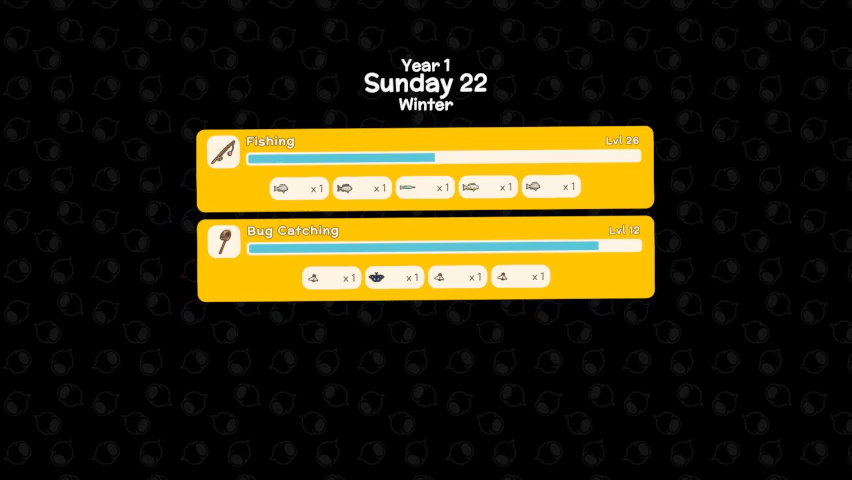 Year 1
Sunday 22
Winter
Fishing Lvl 26
x 1 x 1 x 1 x 1 x 1
Bug Catching Lvl 12
x 1 x 1 x 1 x 1